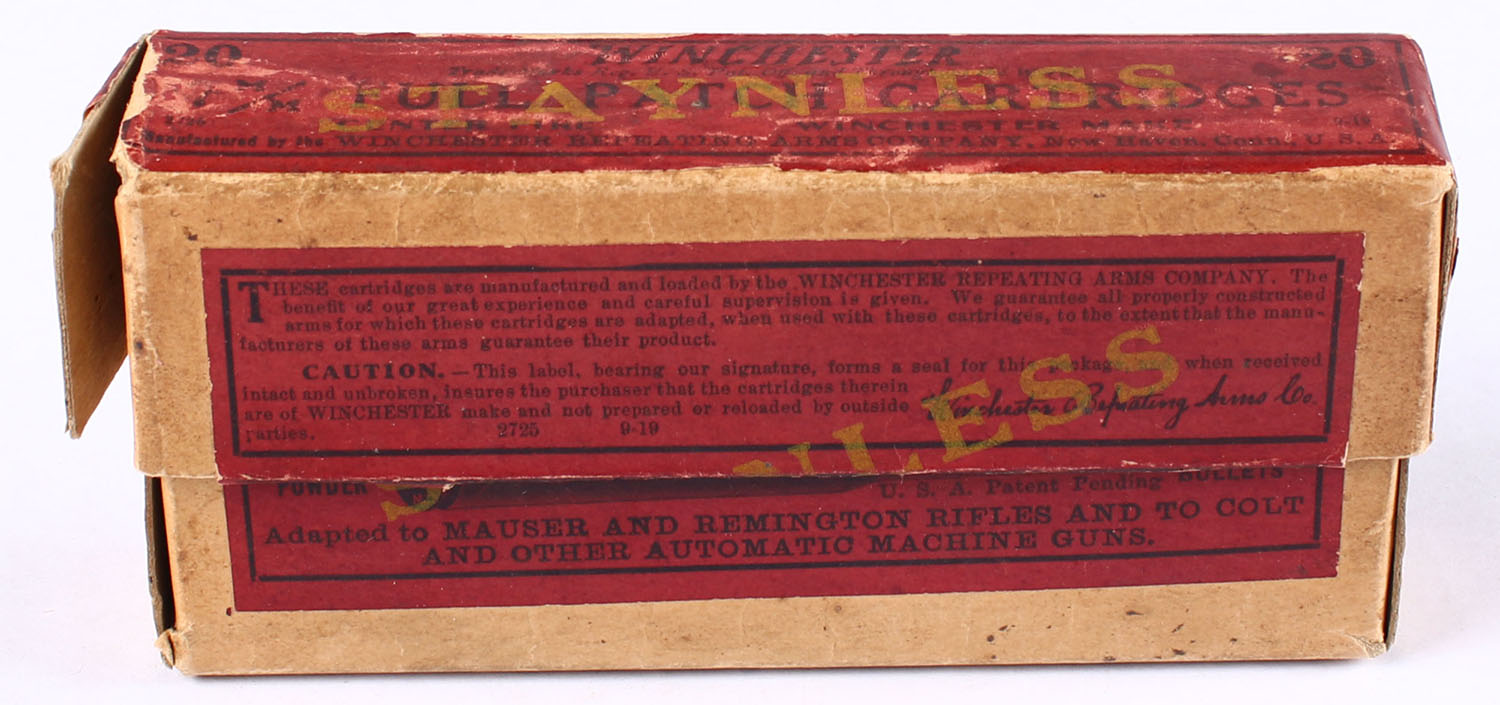 20 WINCHESTER 20
FULL PATCH CARTRIDGES
STAYNLESS
WINCHESTER MAKE
Manufactured by the WINCHESTER REPEATING ARMS COMPANY, New Haven, Conn., U. S. A.
THESE cartridges are manufactured and loaded by the WINCHESTER REPEATING ARMS COMPANY. The
benefit of our great experience and careful supervision is given. We guarantee all properly constructed
arms for which these cartridges are adapted, when used with these cartridges, to the extent that the manu-
facturers of these arms guarantee their product.
CAUTION. —This label, bearing our signature, forms a seal for this package when received
intact and unbroken, insures the purchaser that the cartridges therein
are of WINCHESTER make and not prepared or reloaded by outside
parties. 2725 9-19
Winchester Repeating Arms Co.
POWDER
U. S. A. Patent Pending BULLETS
Adapted to MAUSER AND REMINGTON RIFLES AND TO COLT
AND OTHER AUTOMATIC MACHINE GUNS.